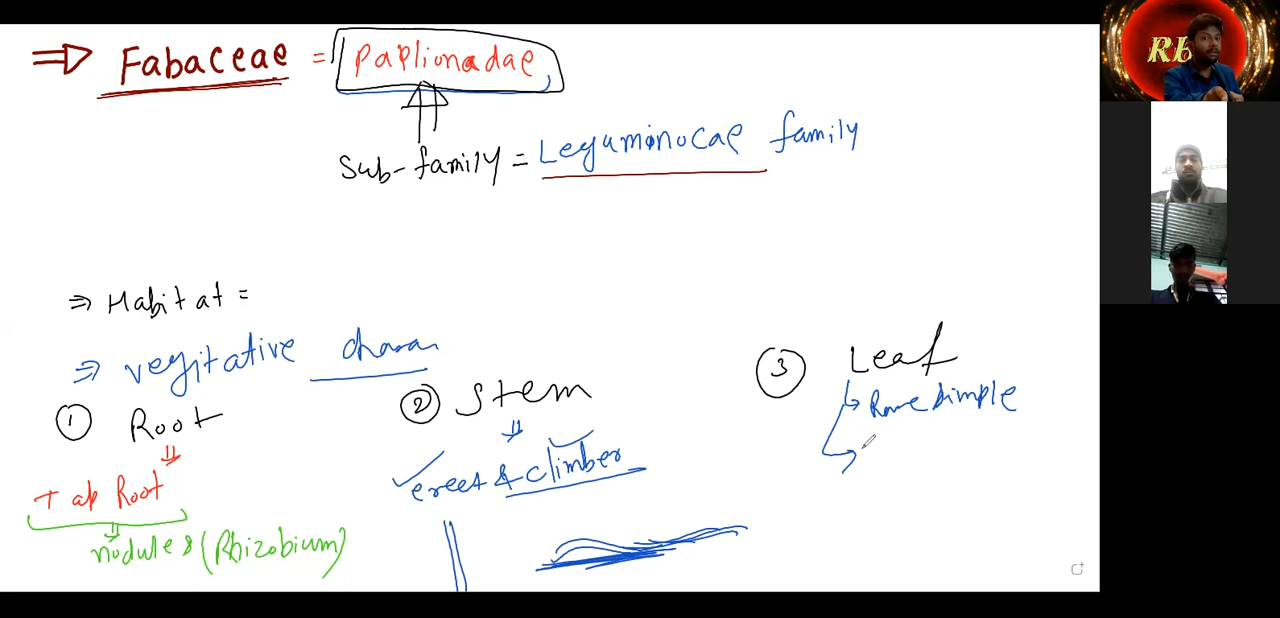 ⇒ Fabaceae = Paplionadae
Sub-family = Leguminocae family
⇒ Habitat =
⇒ vegitative charan
① Root
② Stem
③ Leaf
Rare simple
Tap Root
erect & climber
nodules (Rhizobium)
Rb